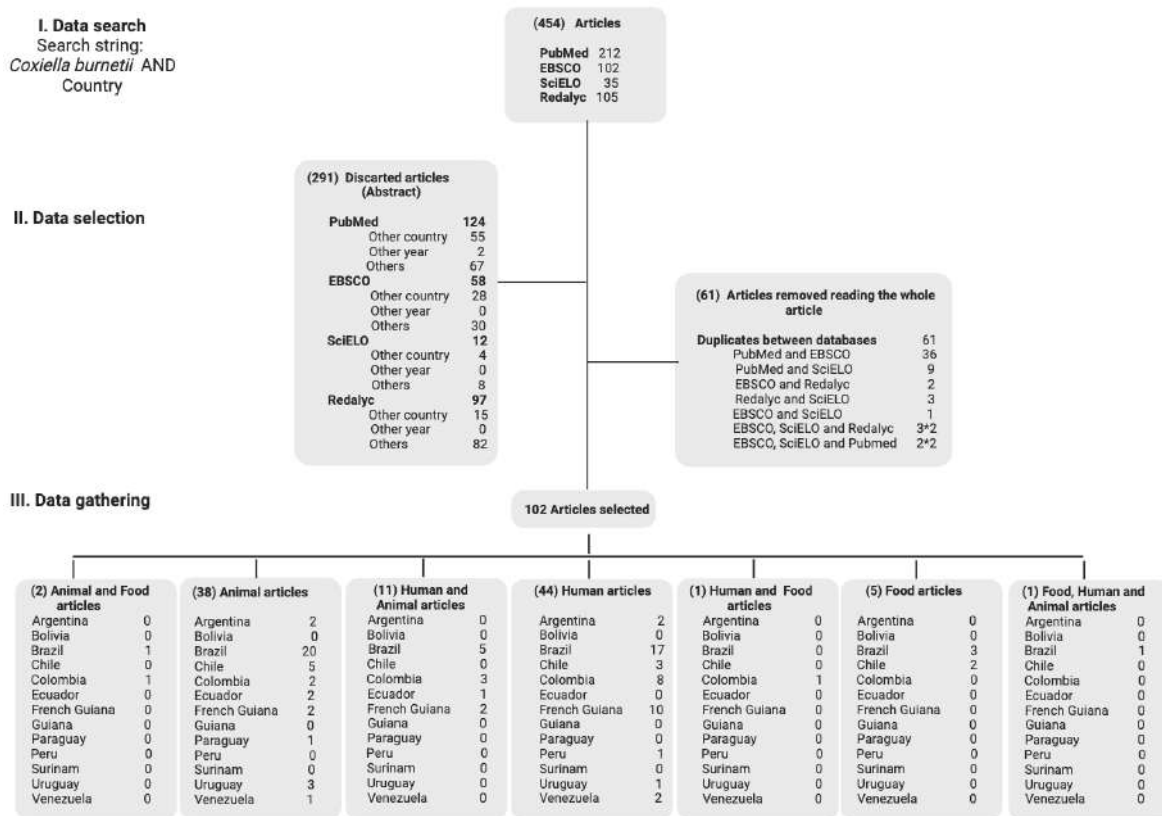 I. Data search
Search string:
Coxiella burnetii AND
Country
(454) Articles
PubMed 212
EBSCO 102
SciELO 35
Redalyc 105
II. Data selection
(291) Discarted articles
(Abstract)
PubMed 124
Other country 55
Other year 2
Others 67
EBSCO 58
Other country 28
Other year 0
Others 30
SciELO 12
Other country 4
Other year 0
Others 8
Redalyc 97
Other country 15
Other year 0
Others 82
(61) Articles removed reading the whole
article
Duplicates between databases 61
PubMed and EBSCO 36
PubMed and SciELO 9
EBSCO and Redalyc 2
Redalyc and SciELO 3
EBSCO and SciELO 1
EBSCO, SciELO and Redalyc 3*2
EBSCO, SciELO and Pubmed 2*2
III. Data gathering
102 Articles selected
(2) Animal and Food
articles
Argentina 0
Bolivia 0
Brazil 1
Chile 0
Colombia 1
Ecuador 0
French Guiana 0
Guiana 0
Paraguay 0
Peru 0
Surinam 0
Uruguay 0
Venezuela 0
(38) Animal articles
Argentina 2
Bolivia 0
Brazil 20
Chile 5
Colombia 2
Ecuador 2
French Guiana 2
Guiana 0
Paraguay 1
Peru 0
Surinam 0
Uruguay 3
Venezuela 1
(11) Human and
Animal articles
Argentina 0
Bolivia 0
Brazil 5
Chile 0
Colombia 3
Ecuador 1
French Guiana 2
Guiana 0
Paraguay 0
Peru 0
Surinam 0
Uruguay 0
Venezuela 0
(44) Human articles
Argentina 2
Bolivia 0
Brazil 17
Chile 3
Colombia 8
Ecuador 0
French Guiana 10
Guiana 0
Paraguay 0
Peru 1
Surinam 0
Uruguay 1
Venezuela 2
(1) Human and Food
articles
Argentina 0
Bolivia 0
Brazil 0
Chile 0
Colombia 1
Ecuador 0
French Guiana 0
Guiana 0
Paraguay 0
Peru 0
Surinam 0
Uruguay 0
Venezuela 0
(5) Food articles
Argentina 0
Bolivia 0
Brazil 3
Chile 2
Colombia 0
Ecuador 0
French Guiana 0
Guiana 0
Paraguay 0
Peru 0
Surinam 0
Uruguay 0
Venezuela 0
(1) Food, Human and
Animal articles
Argentina 0
Bolivia 0
Brazil 1
Chile 0
Colombia 0
Ecuador 0
French Guiana 0
Guiana 0
Paraguay 0
Peru 0
Surinam 0
Uruguay 0
Venezuela 0